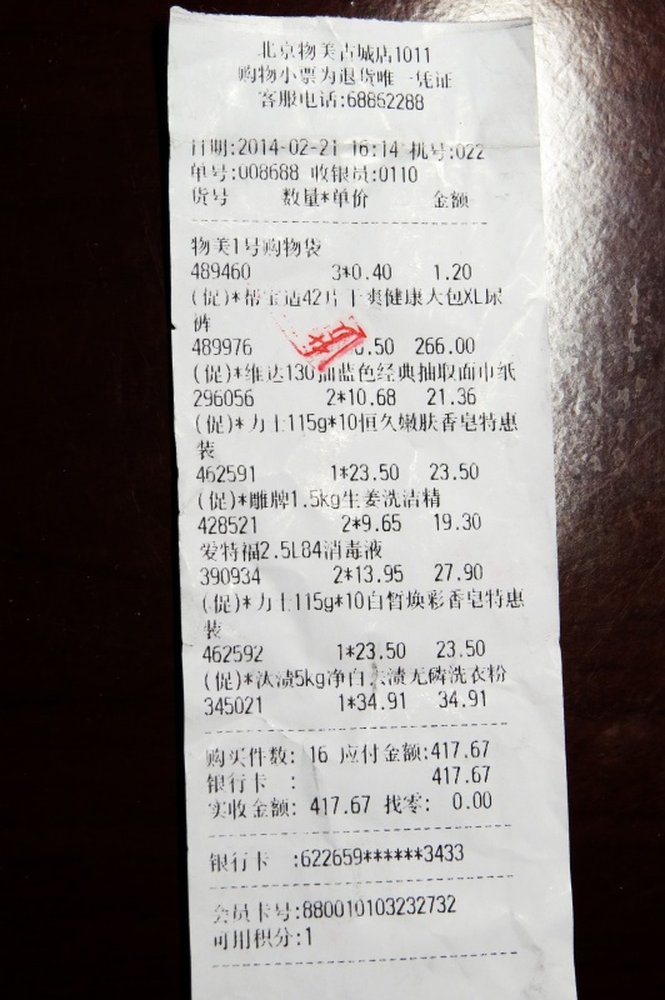 北京物美古城店1011
购物小票为退货唯一凭证
客服电话:68862288
日期:2014-02-21 16:14 机号:022
单号:008688 收银员:0110
货号 数量*单价 金额
物美1号购物袋
489460 3*0.40 1.20
(促)*帮宝适42片干爽健康大包XL尿
裤
489976 .50 266.00
(促)*维达130抽蓝色经典抽取面巾纸
296056 2*10.68 21.36
(促)*力士115g*10恒久嫩肤香皂特惠
装
462591 1*23.50 23.50
(促)*雕牌1.5kg生姜洗洁精
428521 2*9.65 19.30
爱特福2.5L84消毒液
390934 2*13.95 27.90
(促)*力士115g*10白皙焕彩香皂特惠
装
462592 1*23.50 23.50
(促)*汰渍5kg净白去渍无磷洗衣粉
345021 1*34.91 34.91
购买件数: 16 应付金额:417.67
银行卡 : 417.67
实收金额: 417.67 找零: 0.00
银行卡 :622659******3433
会员卡号:880010103232732
可用积分:1